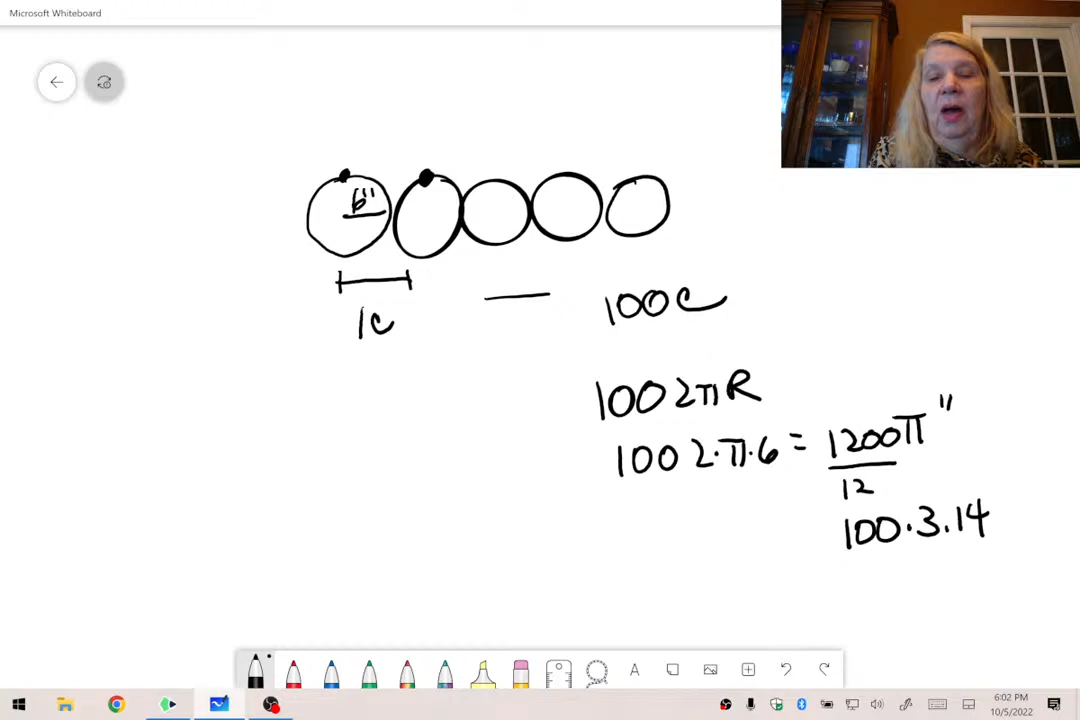 Microsoft Whiteboard
6"
1C
100C
100 2πR
100 2·π·6 = 1200π"
12
100·3.14
A
6:02 PM
10/5/2022